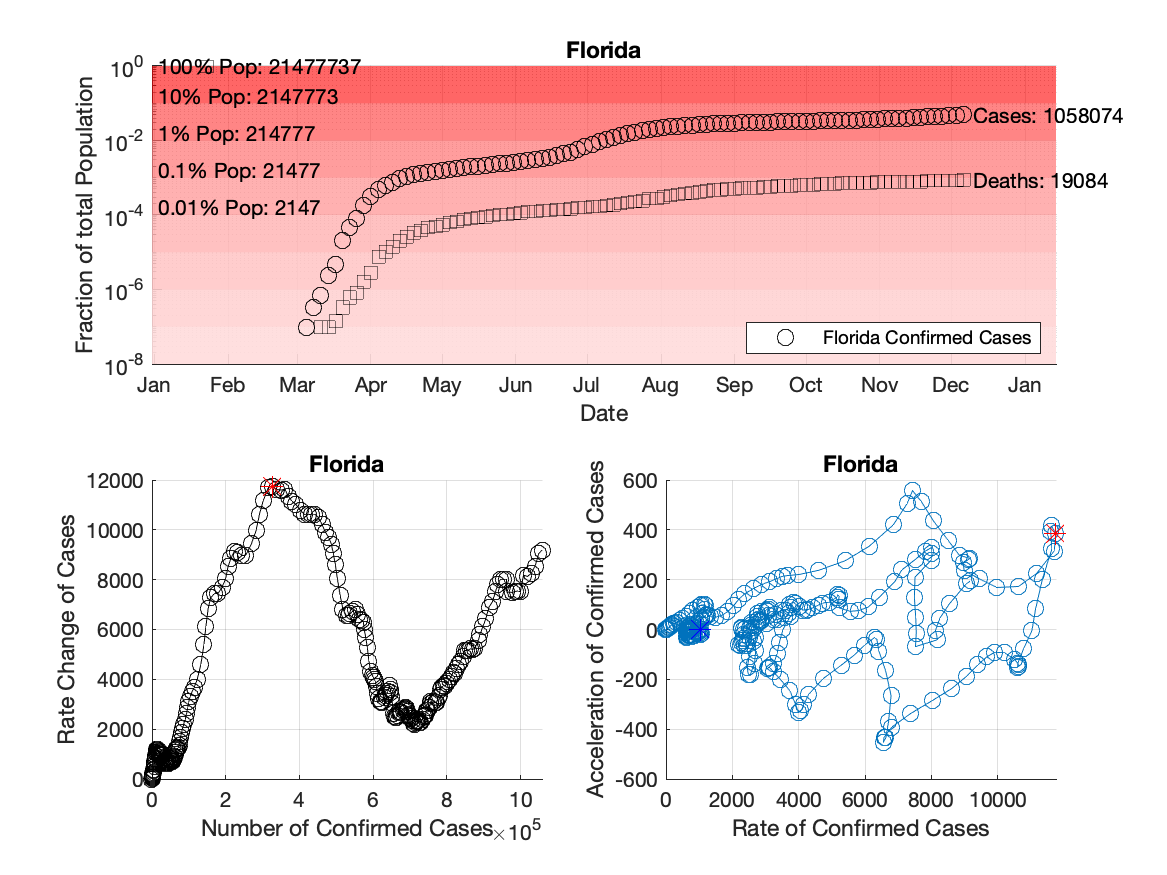 Florida
10^0
10^-2
10^-4
10^-6
10^-8
Fraction of total Population
100% Pop: 21477737
10% Pop: 2147773
1% Pop: 214777
0.1% Pop: 21477
0.01% Pop: 2147
Cases: 1058074
Deaths: 19084
Florida Confirmed Cases
Jan Feb Mar Apr May Jun Jul Aug Sep Oct Nov Dec Jan
Date
Florida
12000
10000
8000
6000
4000
2000
0
Rate Change of Cases
0 2 4 6 8 10
Number of Confirmed Cases ×10^5
Florida
600
400
200
0
-200
-400
-600
Acceleration of Confirmed Cases
0 2000 4000 6000 8000 10000
Rate of Confirmed Cases